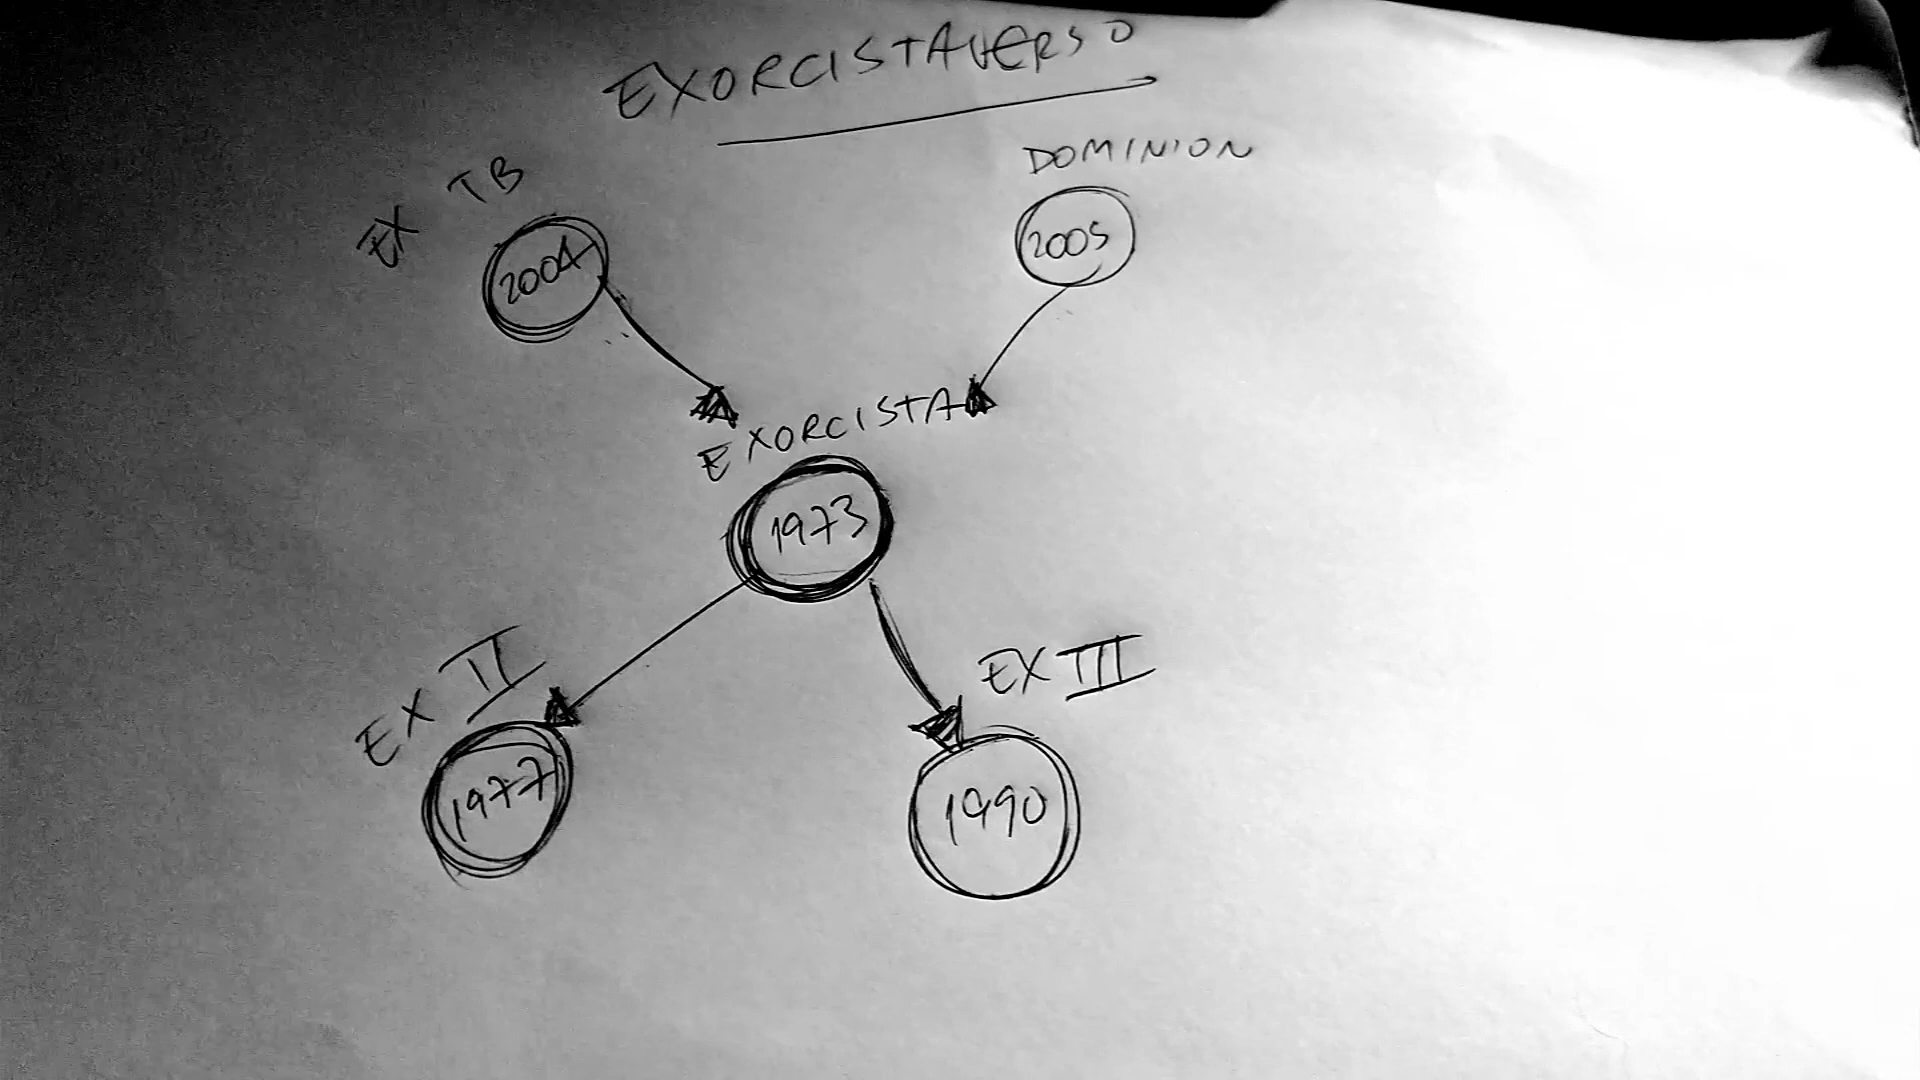 EXORCISTAVERSO
EX TB
DOMINION
2004
2005
EXORCISTA
1973
EX II
EX III
1977
1990